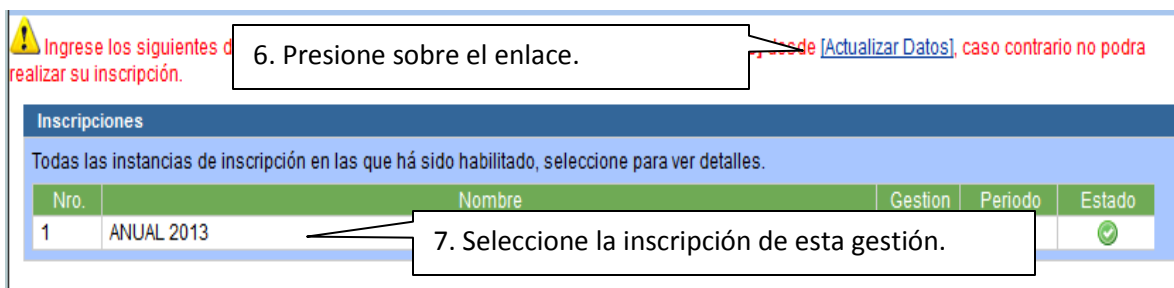 Ingrese los siguientes desde [Actualizar Datos], caso contrario no podra
6. Presione sobre el enlace.
realizar su inscripción.
Inscripciones
Todas las instancias de inscripción en las que há sido habilitado, seleccione para ver detalles.
Nro. Nombre Gestion Periodo Estado
1 ANUAL 2013
7. Seleccione la inscripción de esta gestión.